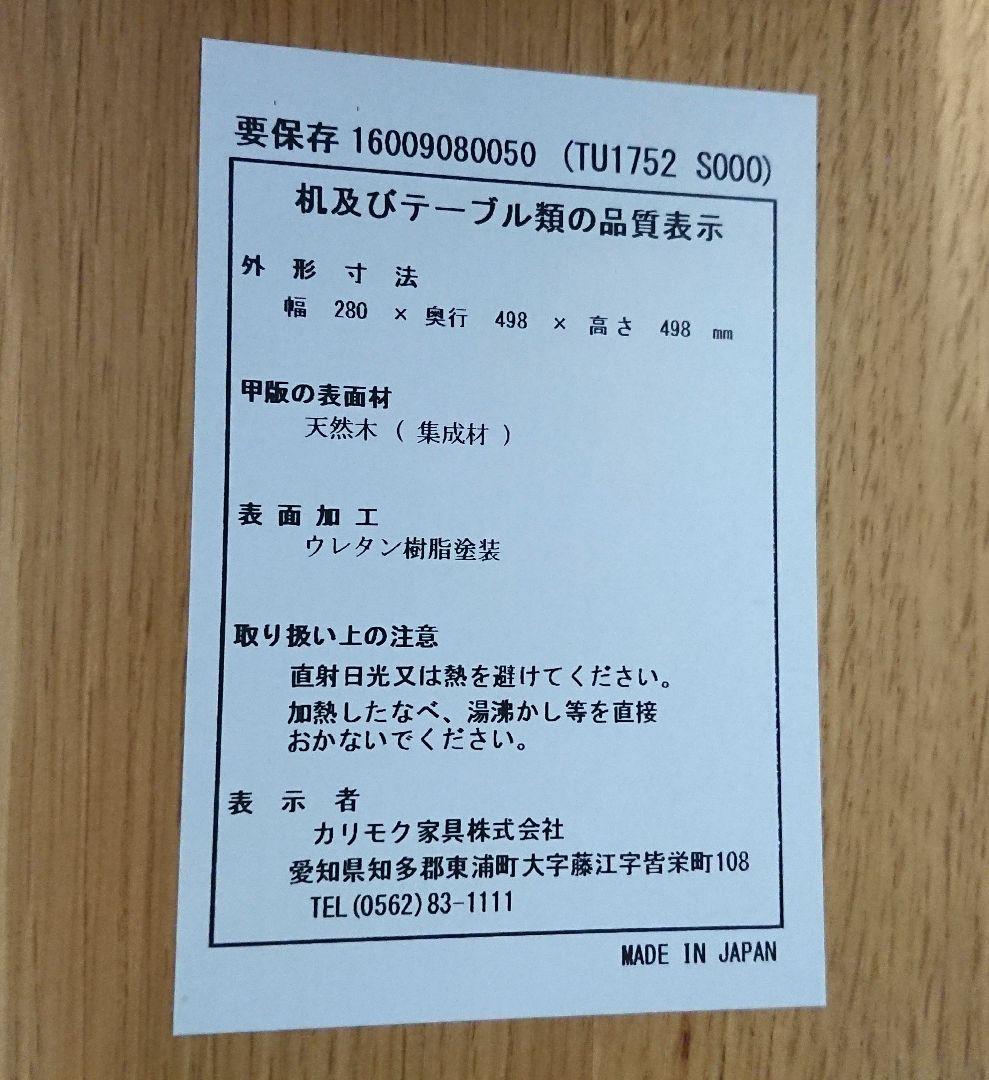 要保存 16009080050 (TU1752 S000)
机及びテーブル類の品質表示
外形寸法
幅 280 × 奥行 498 × 高さ 498 mm
甲版の表面材
天然木 ( 集成材 )
表面加工
ウレタン樹脂塗装
取り扱い上の注意
直射日光又は熱を避けてください。
加熱したなべ、湯沸かし等を直接
おかないでください。
表示者
カリモク家具株式会社
愛知県知多郡東浦町大字藤江字皆栄町108
TEL(0562)83-1111
MADE IN JAPAN